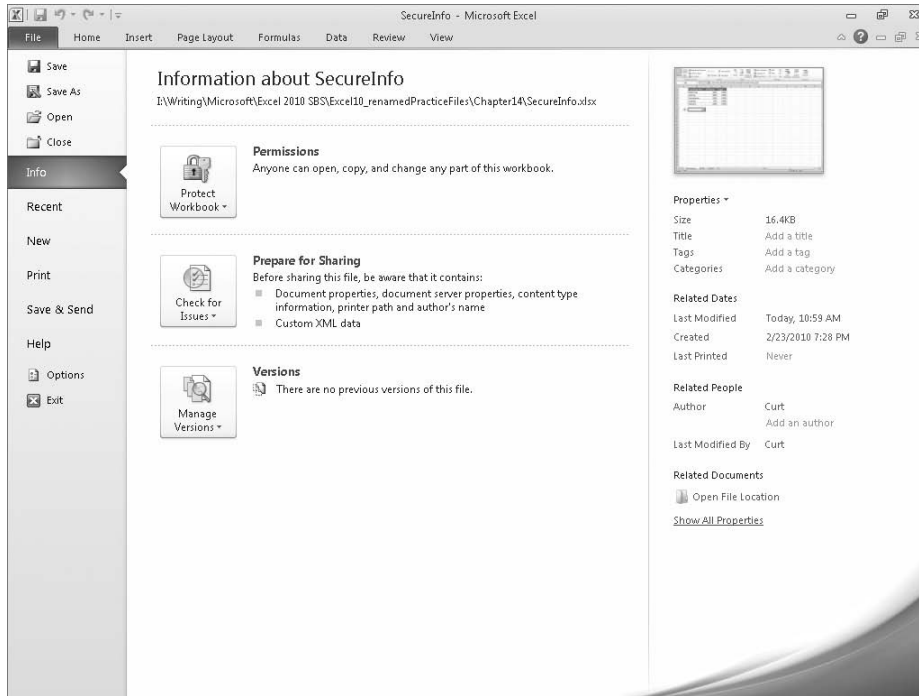 SecureInfo - Microsoft Excel
File Home Insert Page Layout Formulas Data Review View
Save
Save As
Open
Close
Info
Recent
New
Print
Save & Send
Help
Options
Exit
Information about SecureInfo
I:\Writing\Microsoft\Excel 2010 SBS\Excel10_renamedPracticeFiles\Chapter14\SecureInfo.xlsx
Protect
Workbook
Permissions
Anyone can open, copy, and change any part of this workbook.
Check for
Issues
Prepare for Sharing
Before sharing this file, be aware that it contains:
Document properties, document server properties, content type
information, printer path and author's name
Custom XML data
Manage
Versions
Versions
There are no previous versions of this file.
Properties
Size 16.4KB
Title Add a title
Tags Add a tag
Categories Add a category
Related Dates
Last Modified Today, 10:59 AM
Created 2/23/2010 7:28 PM
Last Printed Never
Related People
Author Curt
Add an author
Last Modified By Curt
Related Documents
Open File Location
Show All Properties